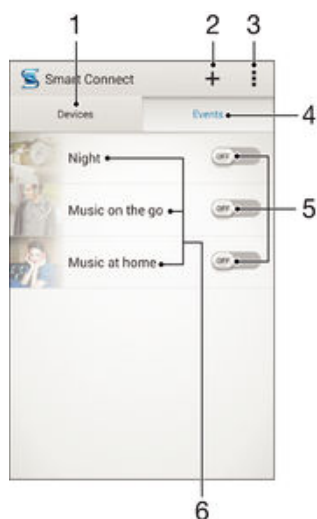 1 2 3
Smart Connect
Devices Events 4
Night OFF
Music on the go OFF 5
Music at home OFF
6